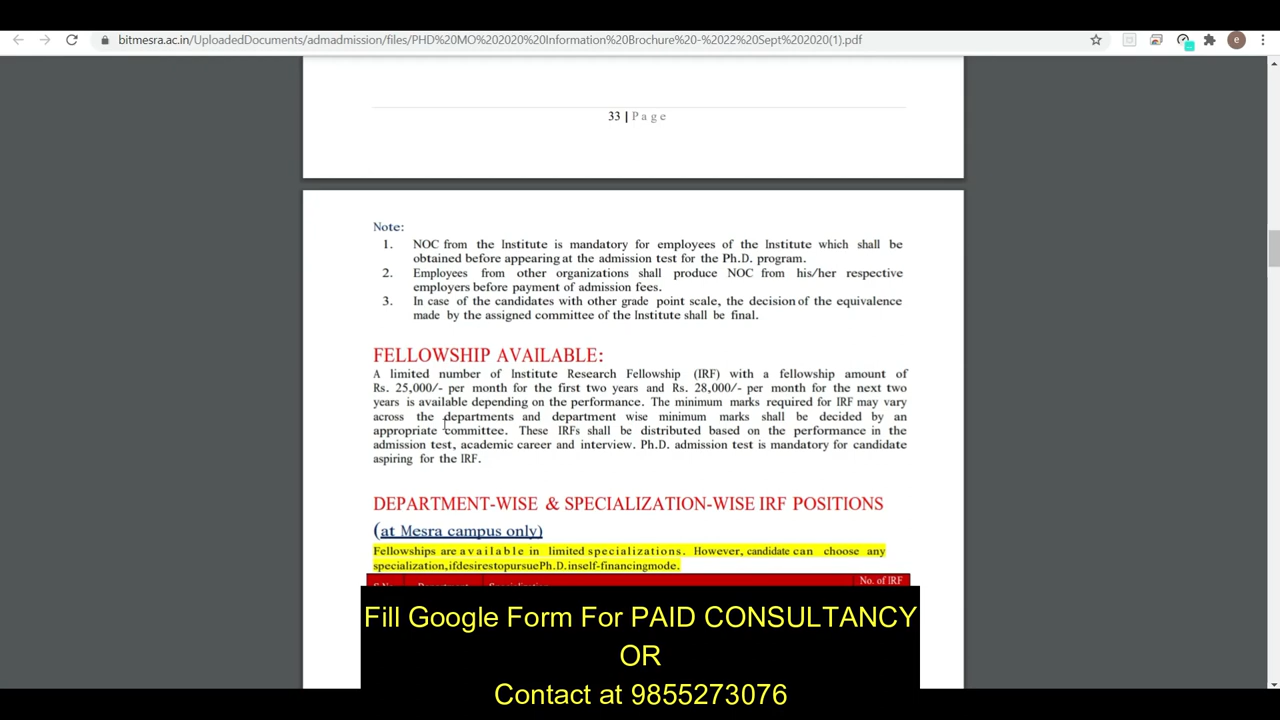 bitmesra.ac.in/UploadedDocuments/admadmission/files/PHD%20MO%202020%20Information%20Brochure%20-%2022%20Sept%202020(1).pdf
e
33 | Page
Note:
1. NOC from the Institute is mandatory for employees of the Institute which shall be
obtained before appearing at the admission test for the Ph.D. program.
2. Employees from other organizations shall produce NOC from his/her respective
employers before payment of admission fees.
3. In case of the candidates with other grade point scale, the decision of the equivalence
made by the assigned committee of the Institute shall be final.
FELLOWSHIP AVAILABLE:
A limited number of Institute Research Fellowship (IRF) with a fellowship amount of
Rs. 25,000/- per month for the first two years and Rs. 28,000/- per month for the next two
years is available depending on the performance. The minimum marks required for IRF may vary
across the departments and department wise minimum marks shall be decided by an
appropriate committee. These IRFs shall be distributed based on the performance in the
admission test, academic career and interview. Ph.D. admission test is mandatory for candidate
aspiring for the IRF.
DEPARTMENT-WISE & SPECIALIZATION-WISE IRF POSITIONS
(at Mesra campus only)
Fellowships are available in limited specializations. However, candidate can choose any
specialization,ifdesirestopursuePh.D.inself-financingmode.
No. of IRF
Fill Google Form For PAID CONSULTANCY
OR
Contact at 9855273076